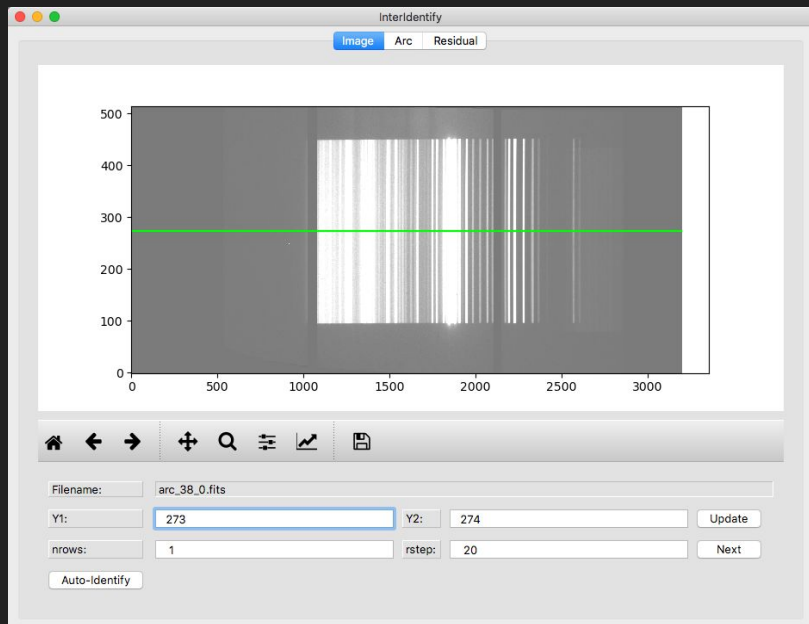 InterIdentify
Image Arc Residual
500
400
300
200
100
0
0 500 1000 1500 2000 2500 3000
Filename: arc_38_0.fits
Y1: 273 Y2: 274 Update
nrows: 1 rstep: 20 Next
Auto-Identify